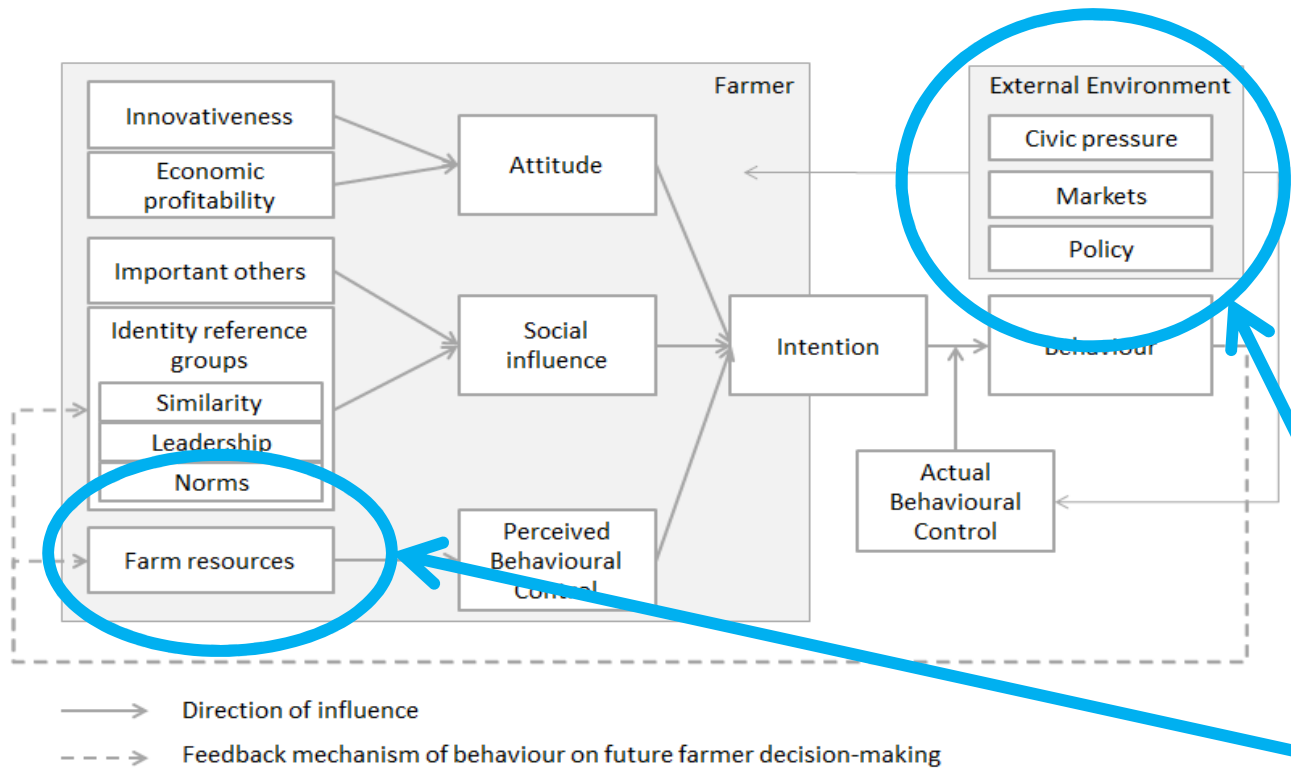 Farmer
Innovativeness
Economic
profitability
Important others
Identity reference
groups
Similarity
Leadership
Norms
Farm resources
Attitude
Social
influence
Perceived
Behavioural
Control
Intention
External Environment
Civic pressure
Markets
Policy
Behaviour
Actual
Behavioural
Control
Direction of influence
Feedback mechanism of behaviour on future farmer decision-making